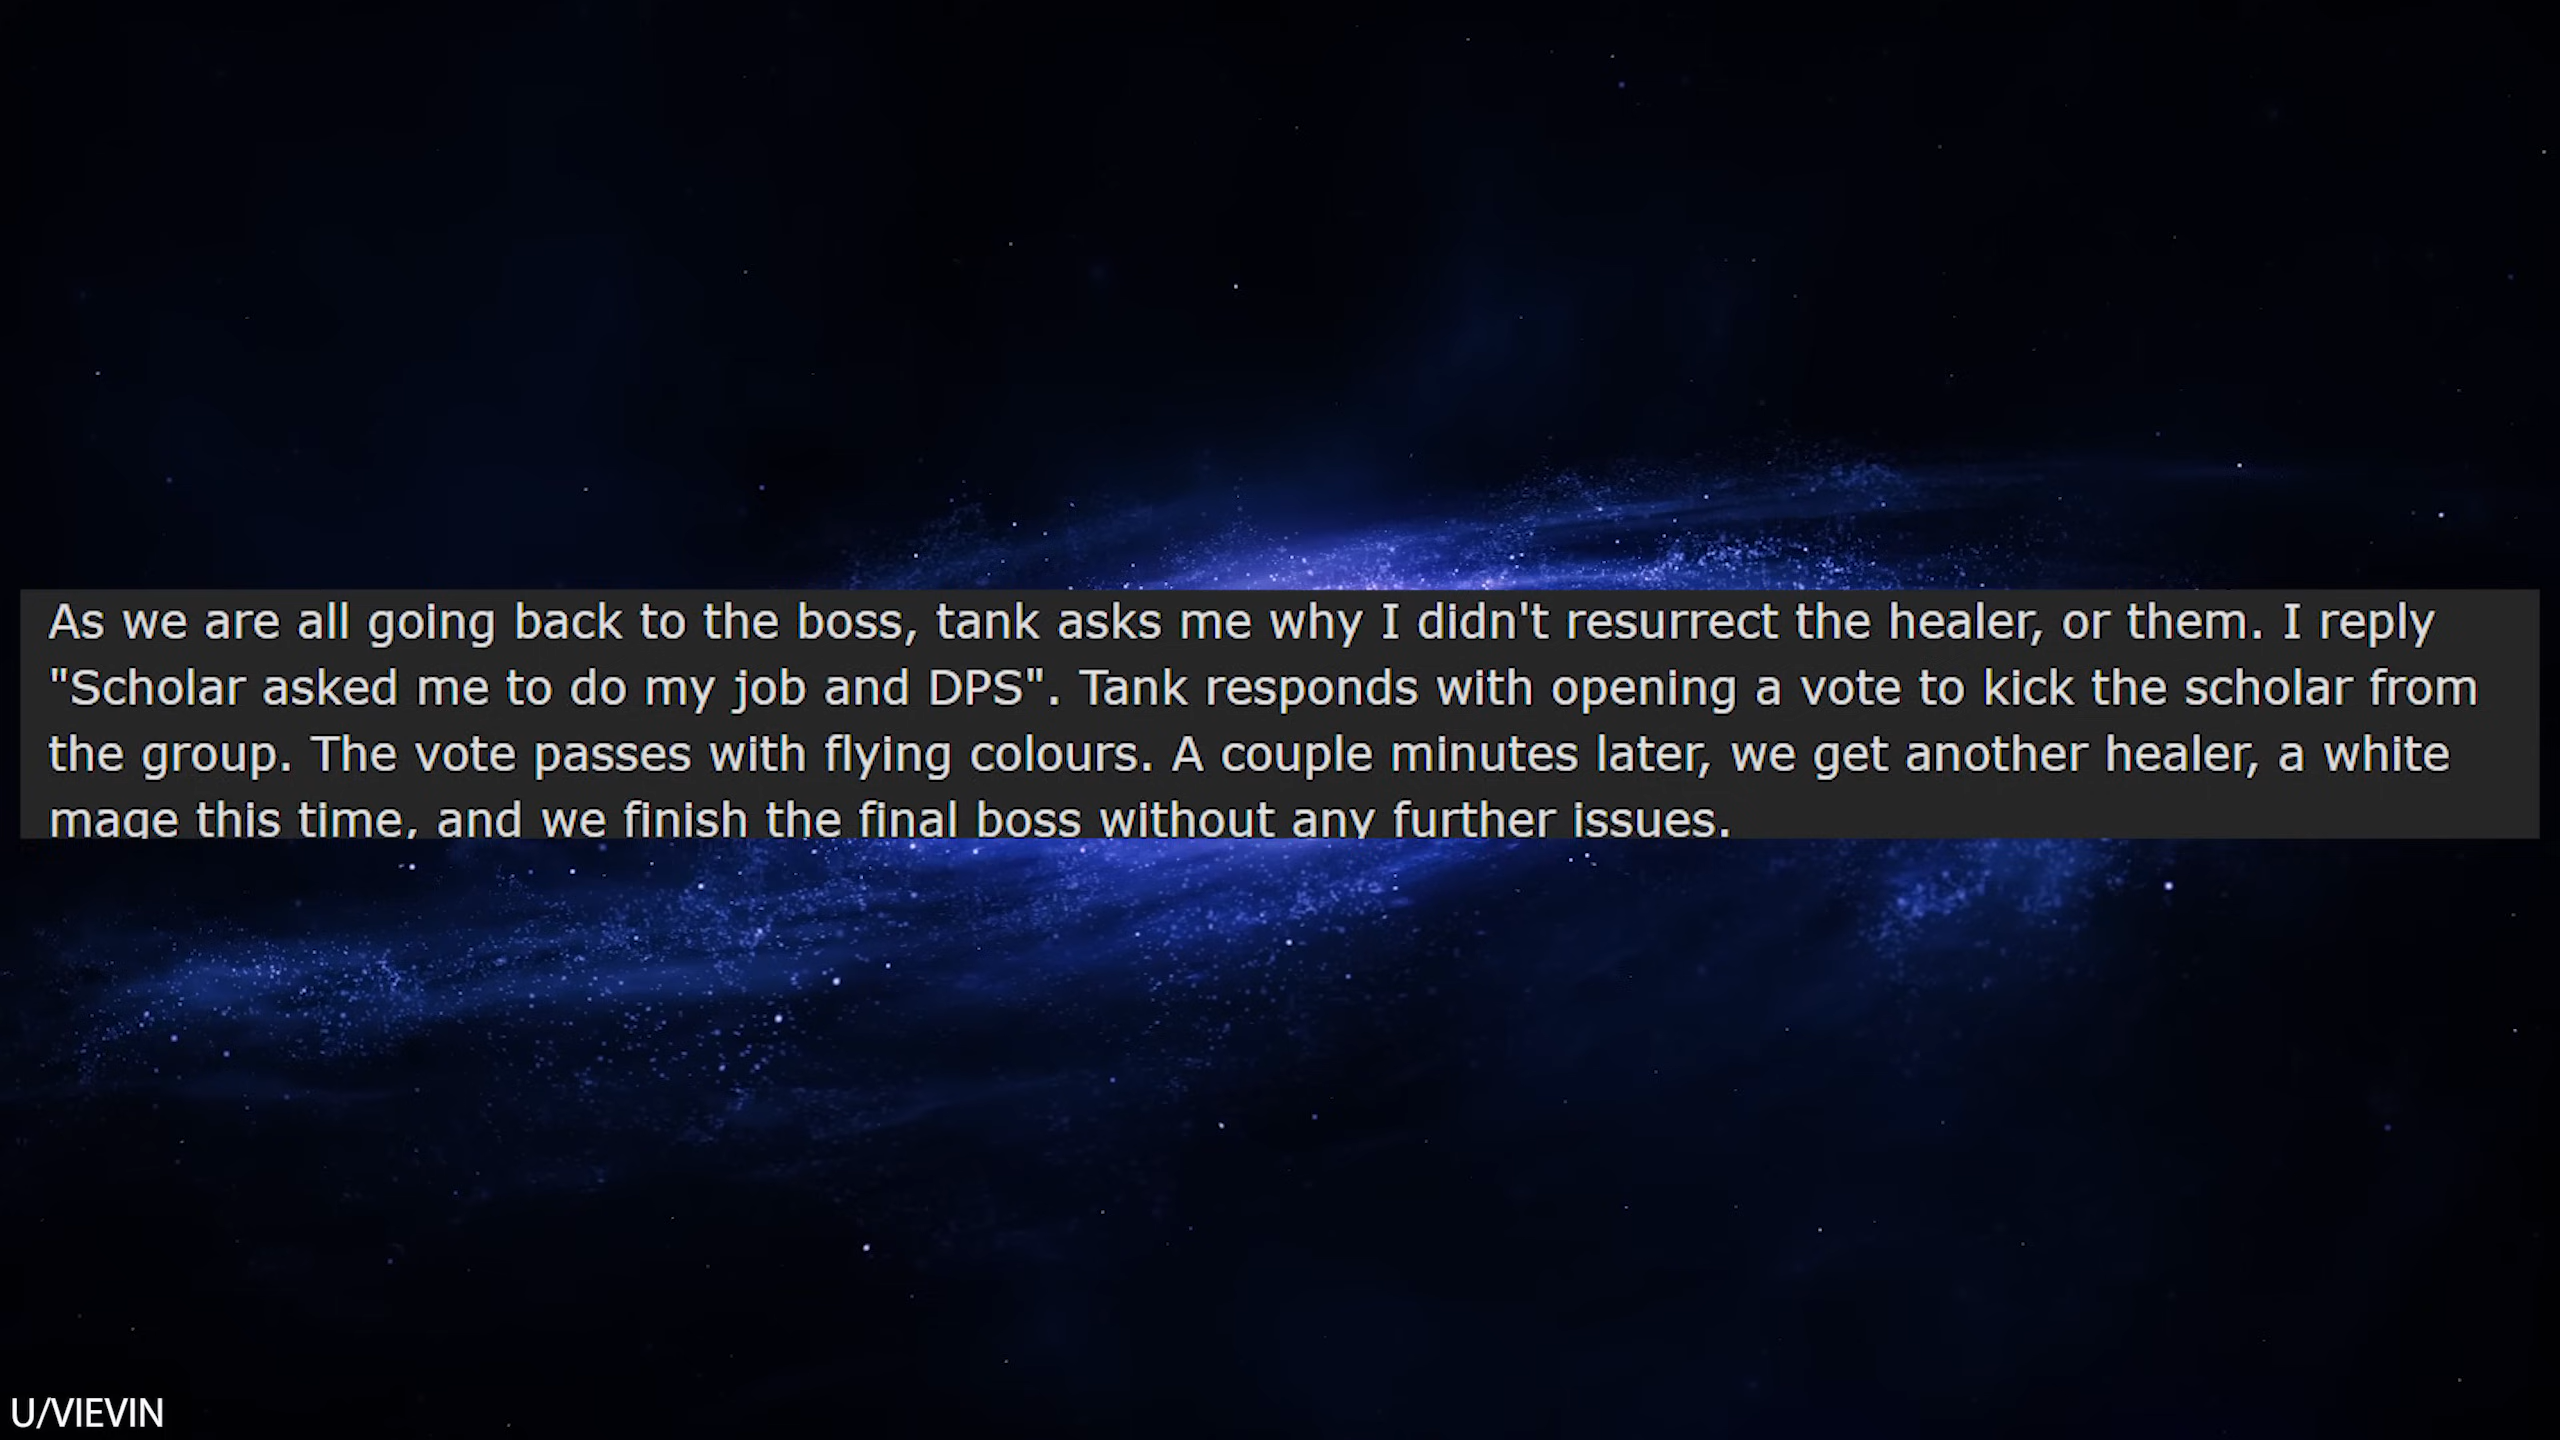 As we are all going back to the boss, tank asks me why I didn't resurrect the healer, or them. I reply
"Scholar asked me to do my job and DPS". Tank responds with opening a vote to kick the scholar from
the group. The vote passes with flying colours. A couple minutes later, we get another healer, a white
mage this time, and we finish the final boss without any further issues.
U/VIEVIN